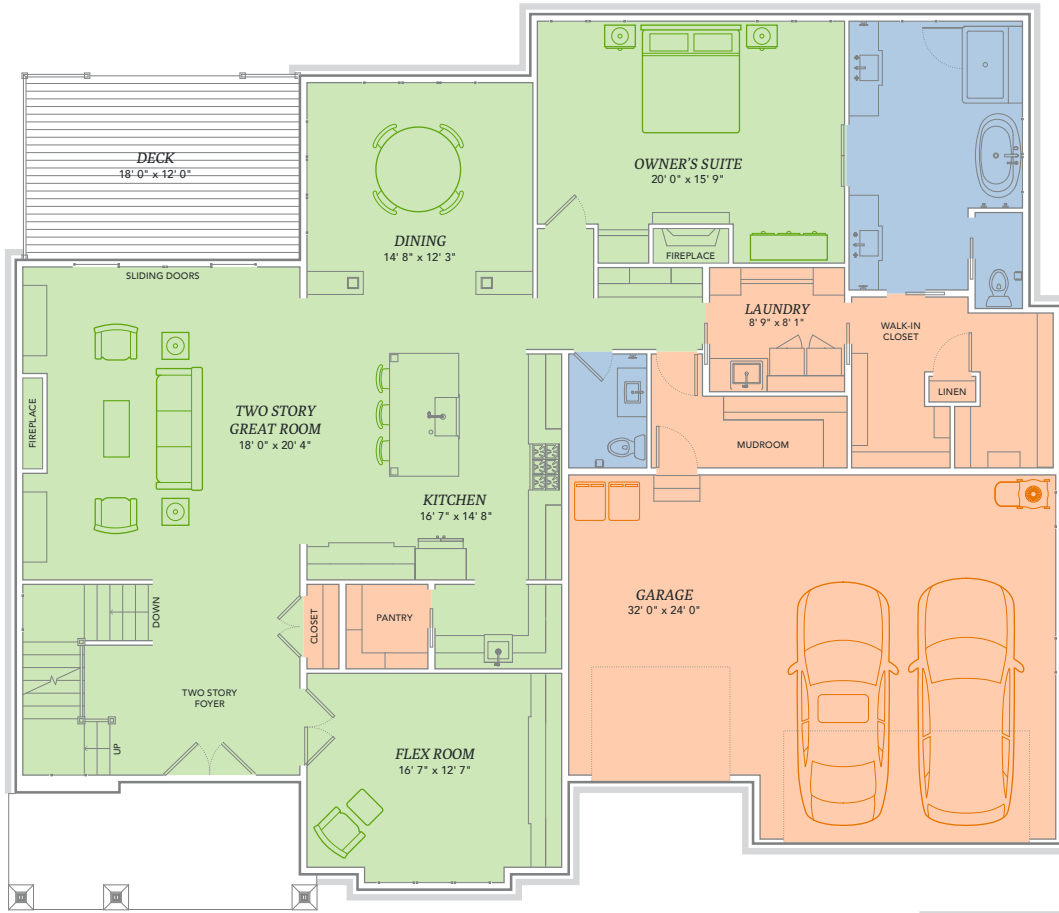 DECK
18' 0" x 12' 0"
OWNER'S SUITE
20' 0" x 15' 9"
DINING
14' 8" x 12' 3"
FIREPLACE
SLIDING DOORS
LAUNDRY
8' 9" x 8' 1"
WALK-IN
CLOSET
LINEN
FIREPLACE
TWO STORY
GREAT ROOM
18' 0" x 20' 4"
MUDROOM
KITCHEN
16' 7" x 14' 8"
GARAGE
32' 0" x 24' 0"
DOWN
CLOSET
PANTRY
TWO STORY
FOYER
UP
FLEX ROOM
16' 7" x 12' 7"